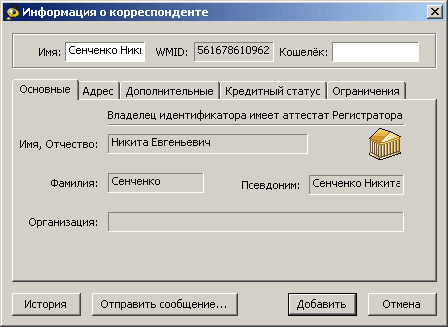 Информация о корреспонденте
Имя: Сенченко Ники WMID: 561678610962 Кошелёк:
Основные Адрес Дополнительные Кредитный статус Ограничения
Владелец идентификатора имеет аттестат Регистратора
Имя, Отчество: Никита Евгеньевич
Фамилия: Сенченко Псевдоним: Сенченко Никита
Организация:
История Отправить сообщение... Добавить Отмена